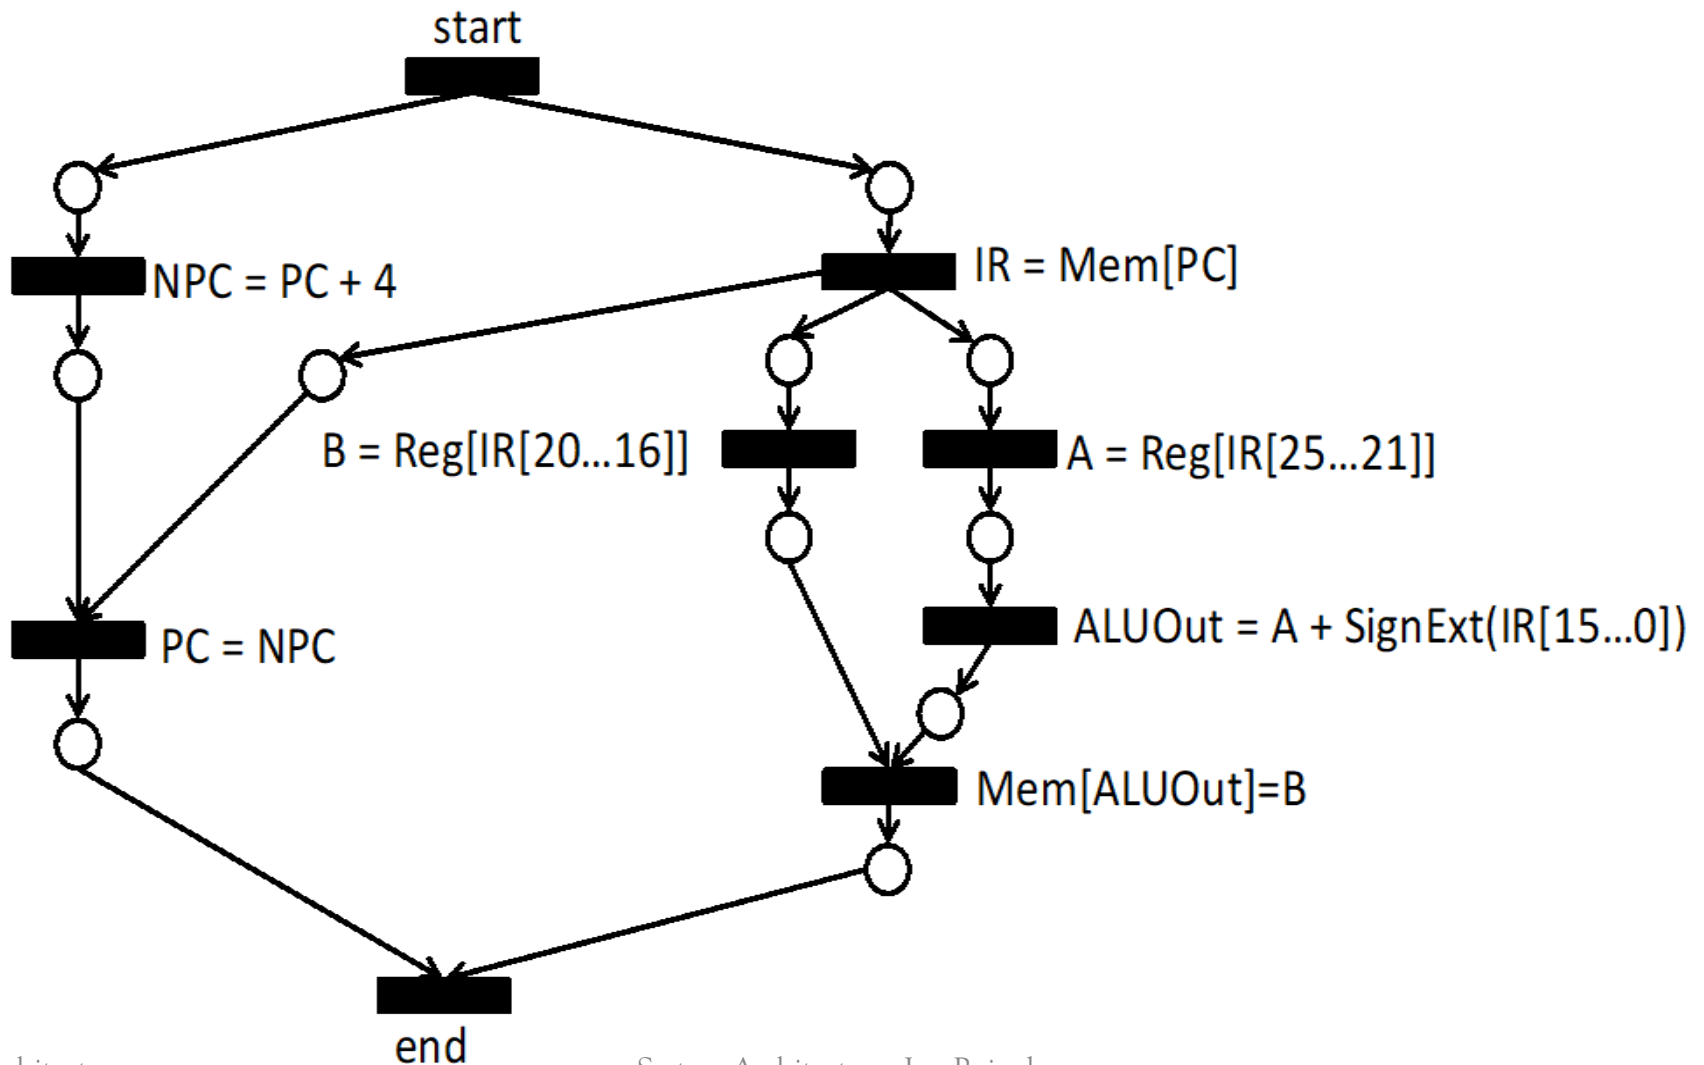 start
NPC = PC + 4
IR = Mem[PC]
B = Reg[IR[20...16]]
A = Reg[IR[25...21]]
PC = NPC
ALUOut = A + SignExt(IR[15...0])
Mem[ALUOut]=B
end